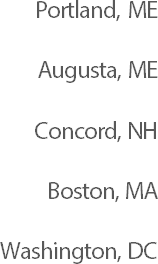 Portland, ME
Augusta, ME
Concord, NH
Boston, MA
Washington, DC